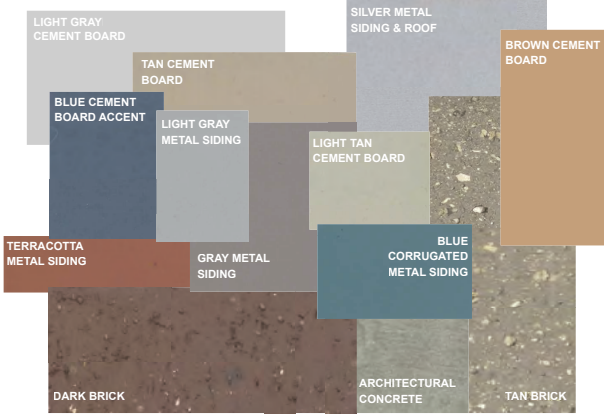 LIGHT GRAY
CEMENT BOARD
SILVER METAL
SIDING & ROOF
BROWN CEMENT
BOARD
TAN CEMENT
BOARD
BLUE CEMENT
BOARD ACCENT
LIGHT GRAY
METAL SIDING
LIGHT TAN
CEMENT BOARD
TERRACOTTA
METAL SIDING
GRAY METAL
SIDING
BLUE
CORRUGATED
METAL SIDING
DARK BRICK
ARCHITECTURAL
CONCRETE
TAN BRICK